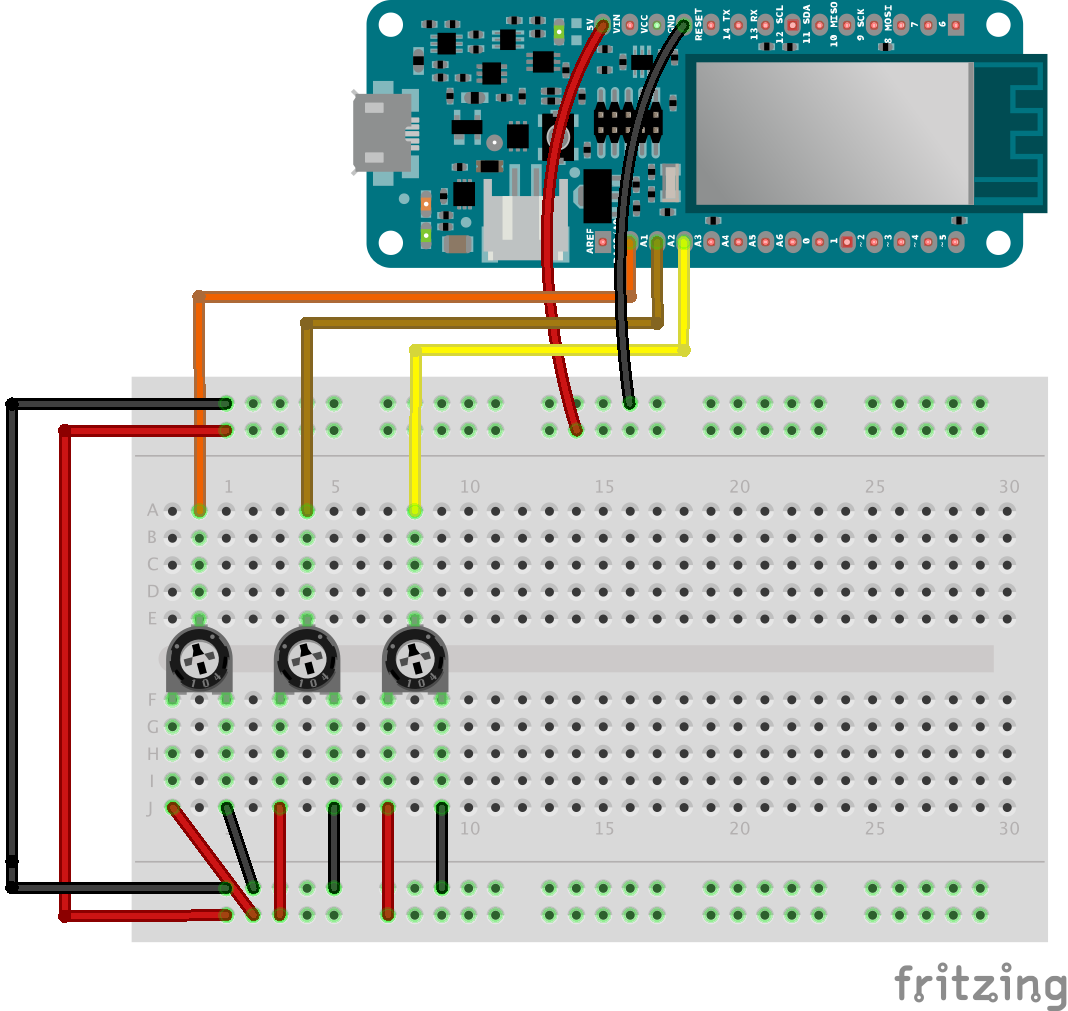 5V VIN VCC GND RESET 14 TX 13 RX 12 SCL 11 SDA 10 MISO 9 SCK 8 MOSI 7 6
AREF A1 A3 A4 A5 A6 0 1 ~2 ~3 ~4 ~5
1 5 10 15 20 25 30
A
B
C
D
E
104 104 104
F
G
H
I
J
10 15 20 25 30
fritzing